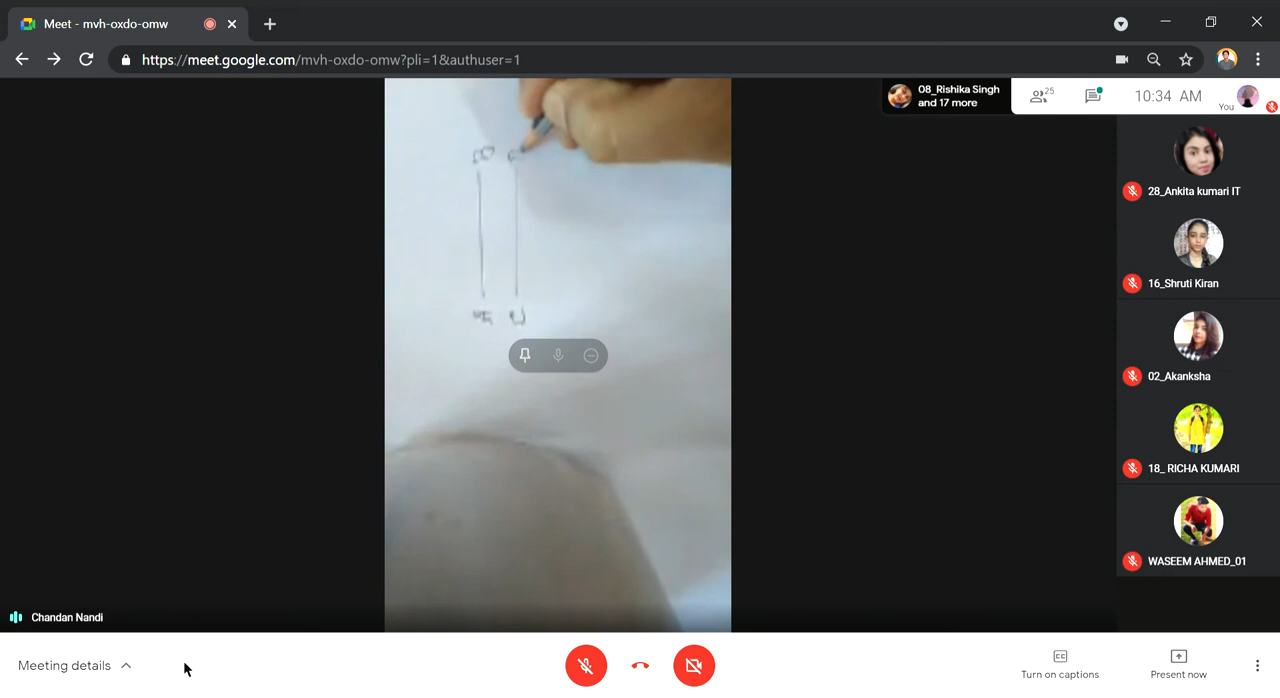 Meet - mvh-oxdo-omw
https://meet.google.com/mvh-oxdo-omw?pli=1&authuser=1
08_Rishika Singh
and 17 more
25
10:34 AM
You
28_Ankita kumari IT
16_Shruti Kiran
02_Akanksha
18_ RICHA KUMARI
WASEEM AHMED_01
Chandan Nandi
Meeting details
CC
Turn on captions
Present now